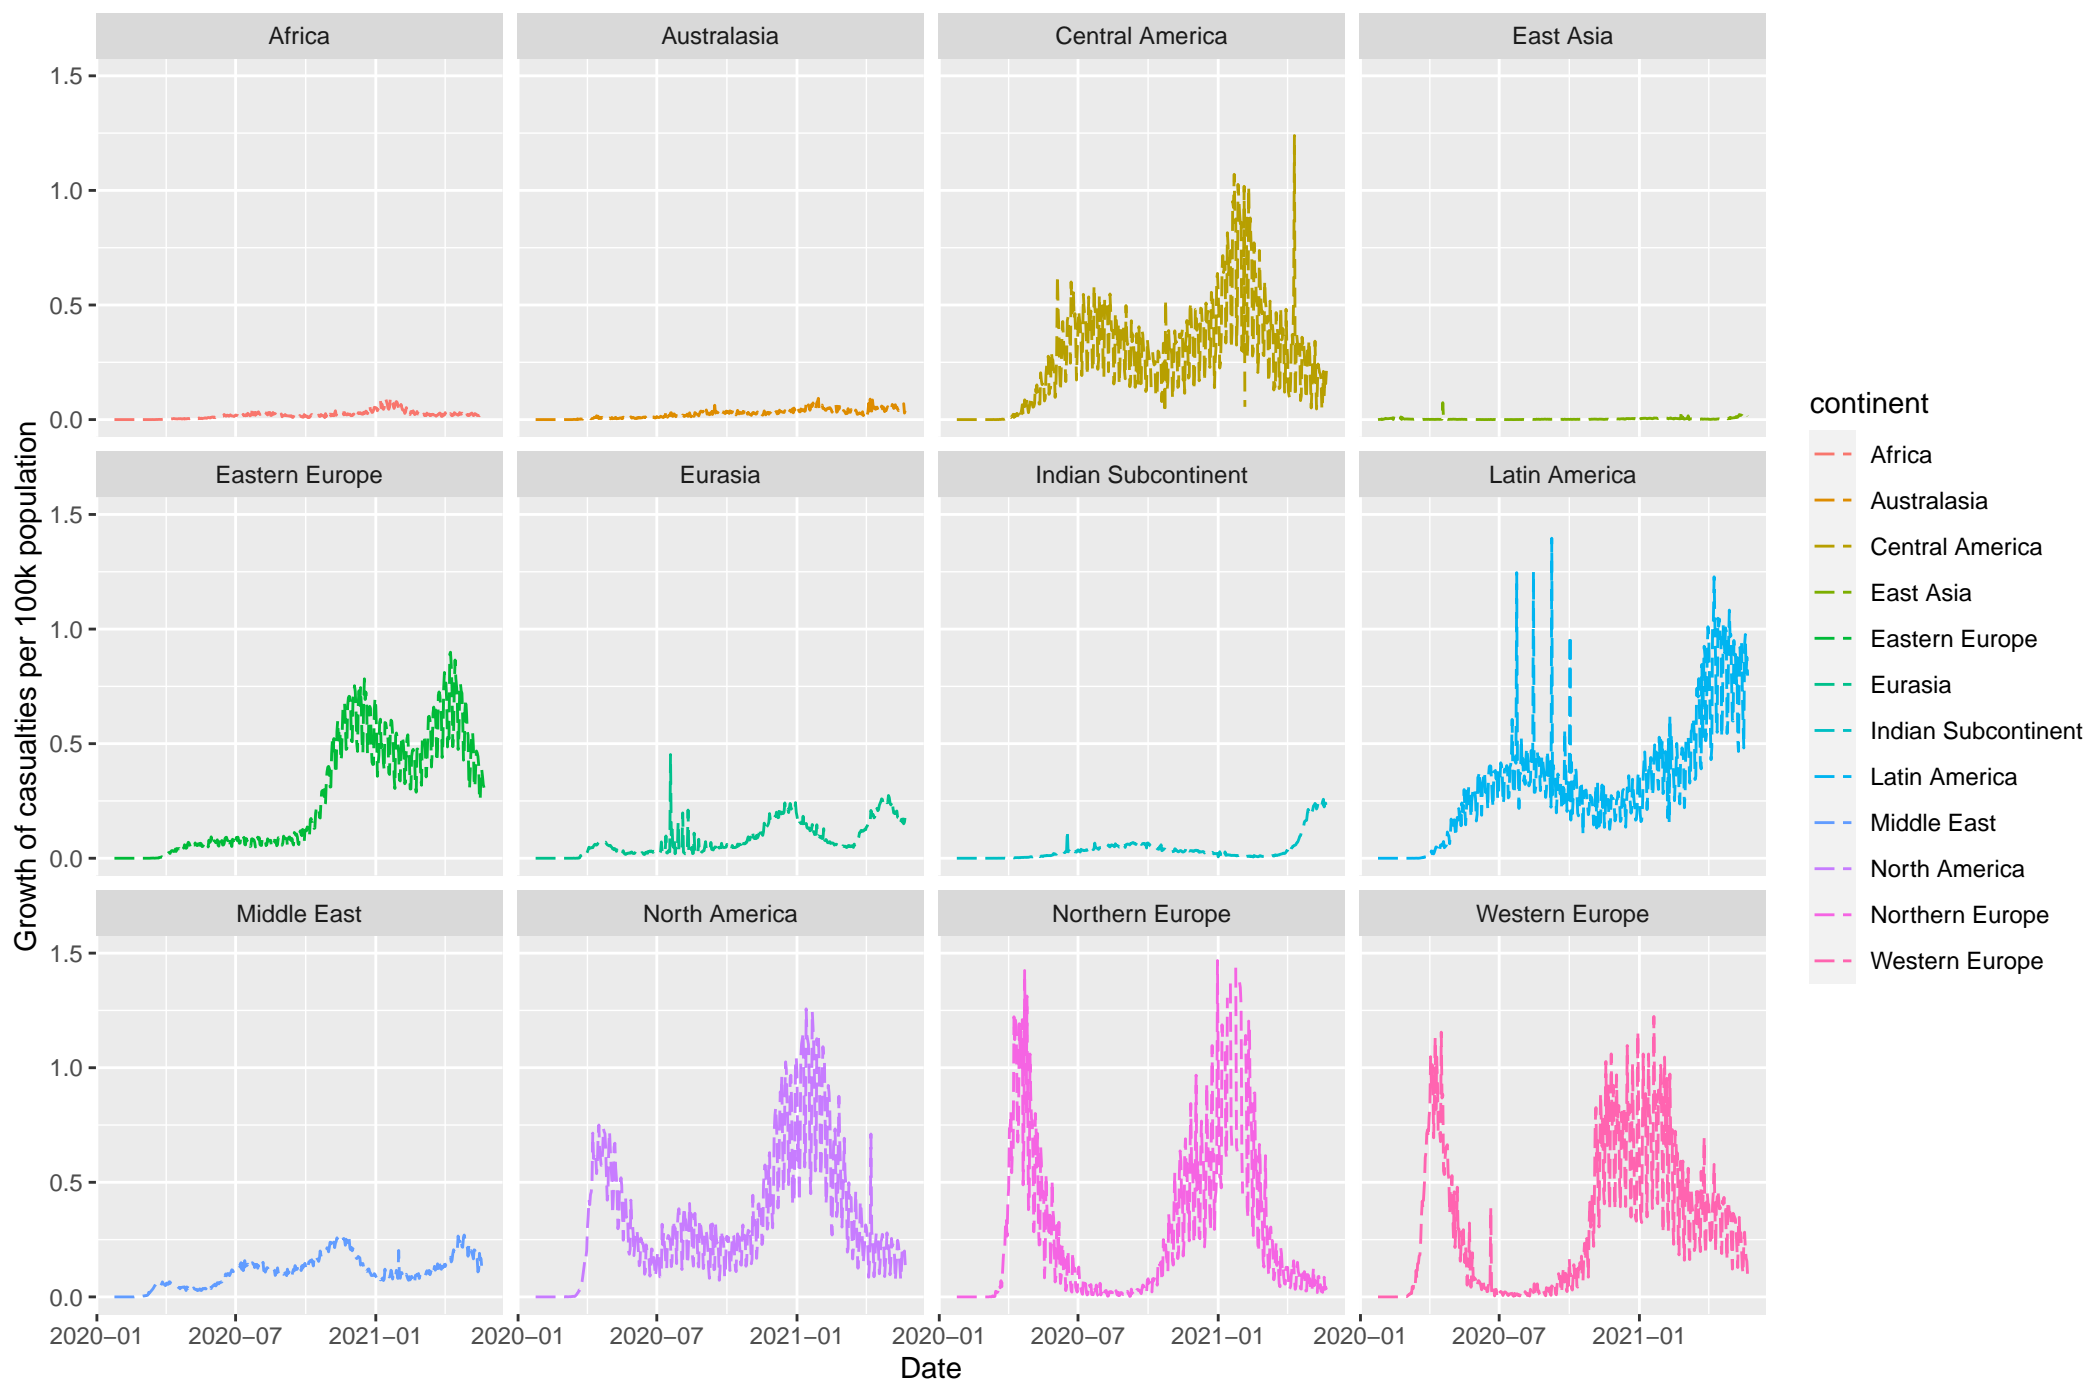 Africa
Australasia
Central America
East Asia
1.5
1.0
0.5
0.0
Eastern Europe
Eurasia
Indian Subcontinent
Latin America
1.5
1.0
0.5
0.0
Middle East
North America
Northern Europe
Western Europe
1.5
1.0
0.5
0.0
2020–01
2020–07
2021–01
2020–01
2020–07
2021–01
2020–01
2020–07
2021–01
2020–01
2020–07
2021–01
Date
Growth of casualties per 100k population
continent
Africa
Australasia
Central America
East Asia
Eastern Europe
Eurasia
Indian Subcontinent
Latin America
Middle East
North America
Northern Europe
Western Europe